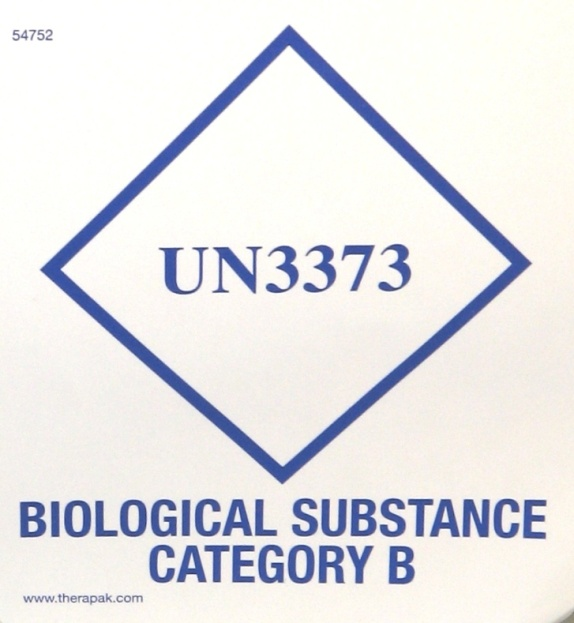 54752
UN3373
BIOLOGICAL SUBSTANCE
CATEGORY B
www.therapak.com